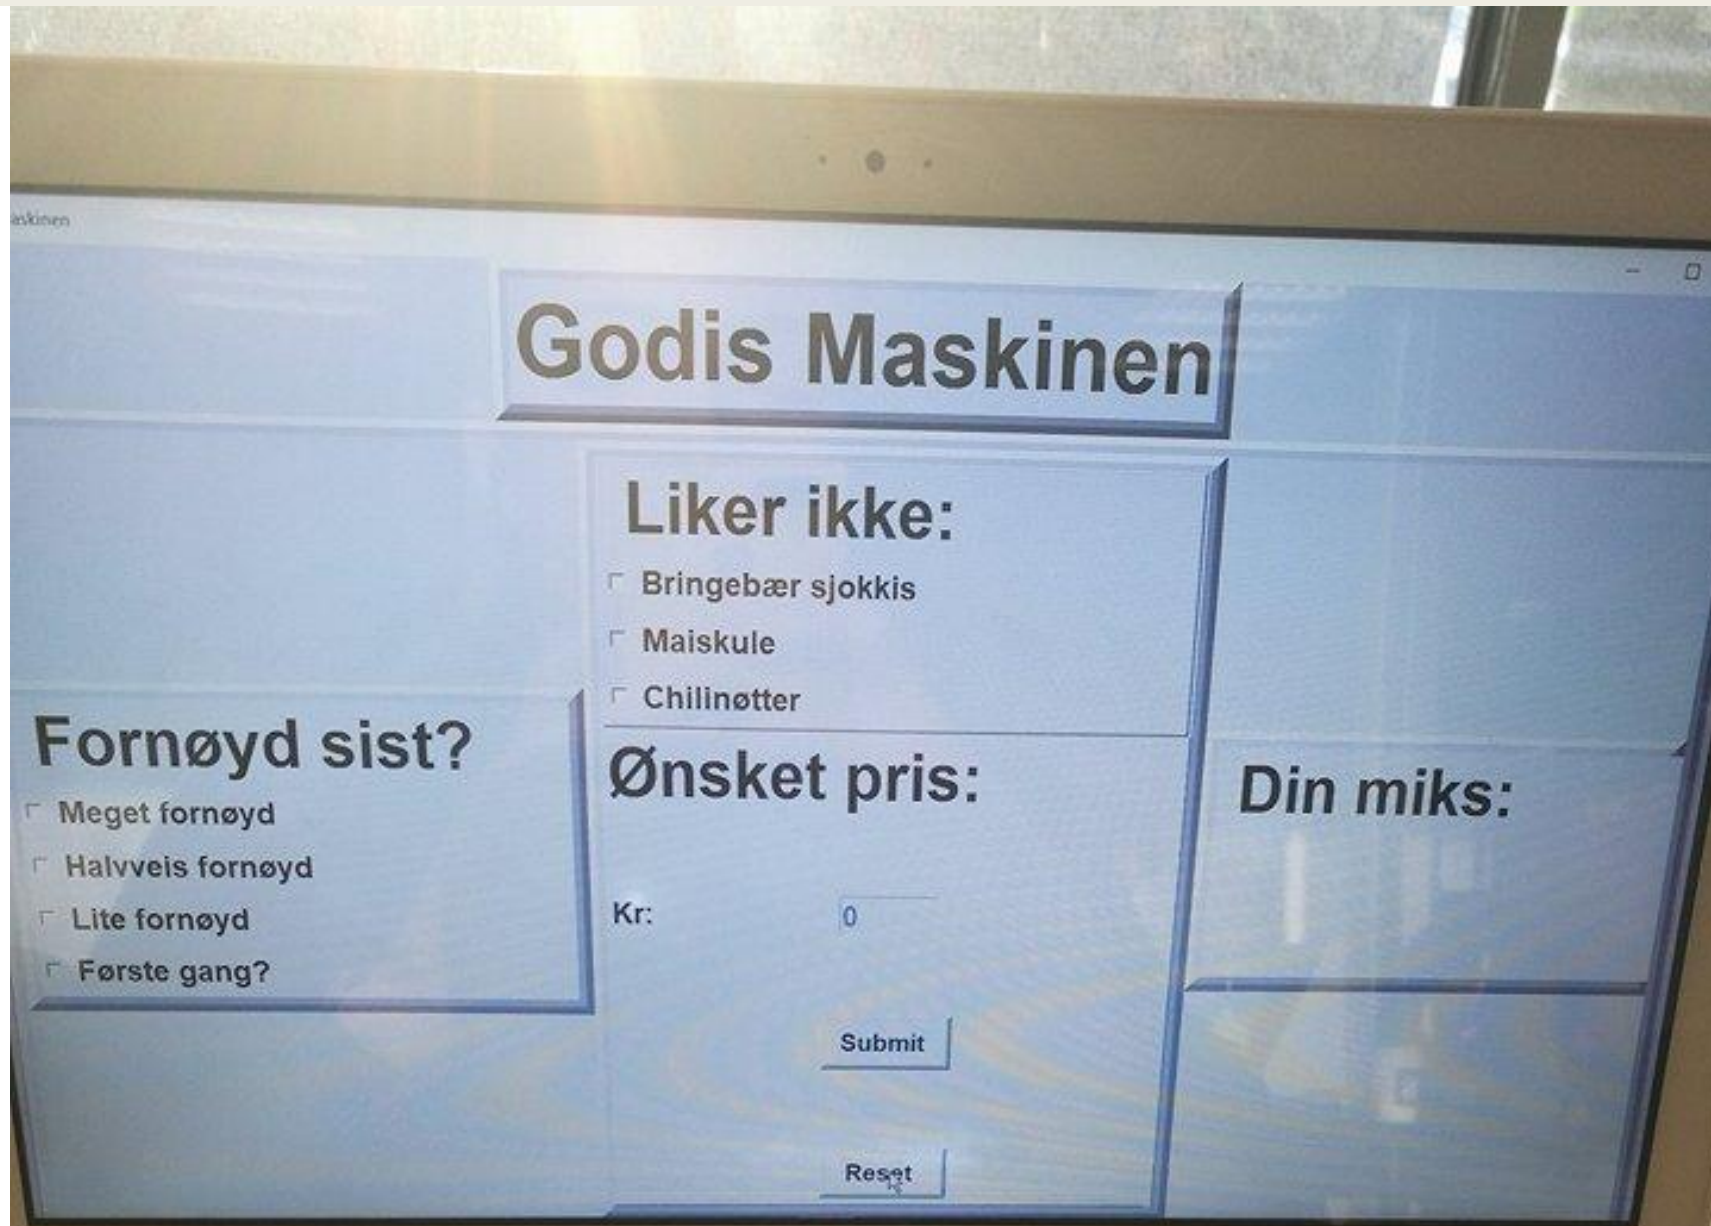 askinen
Godis Maskinen
Liker ikke:
Bringebær sjokkis
Maiskule
Chilinøtter
Fornøyd sist?
Meget fornøyd
Halvveis fornøyd
Lite fornøyd
Første gang?
Ønsket pris:
Kr: 0
Submit
Reset
Din miks: